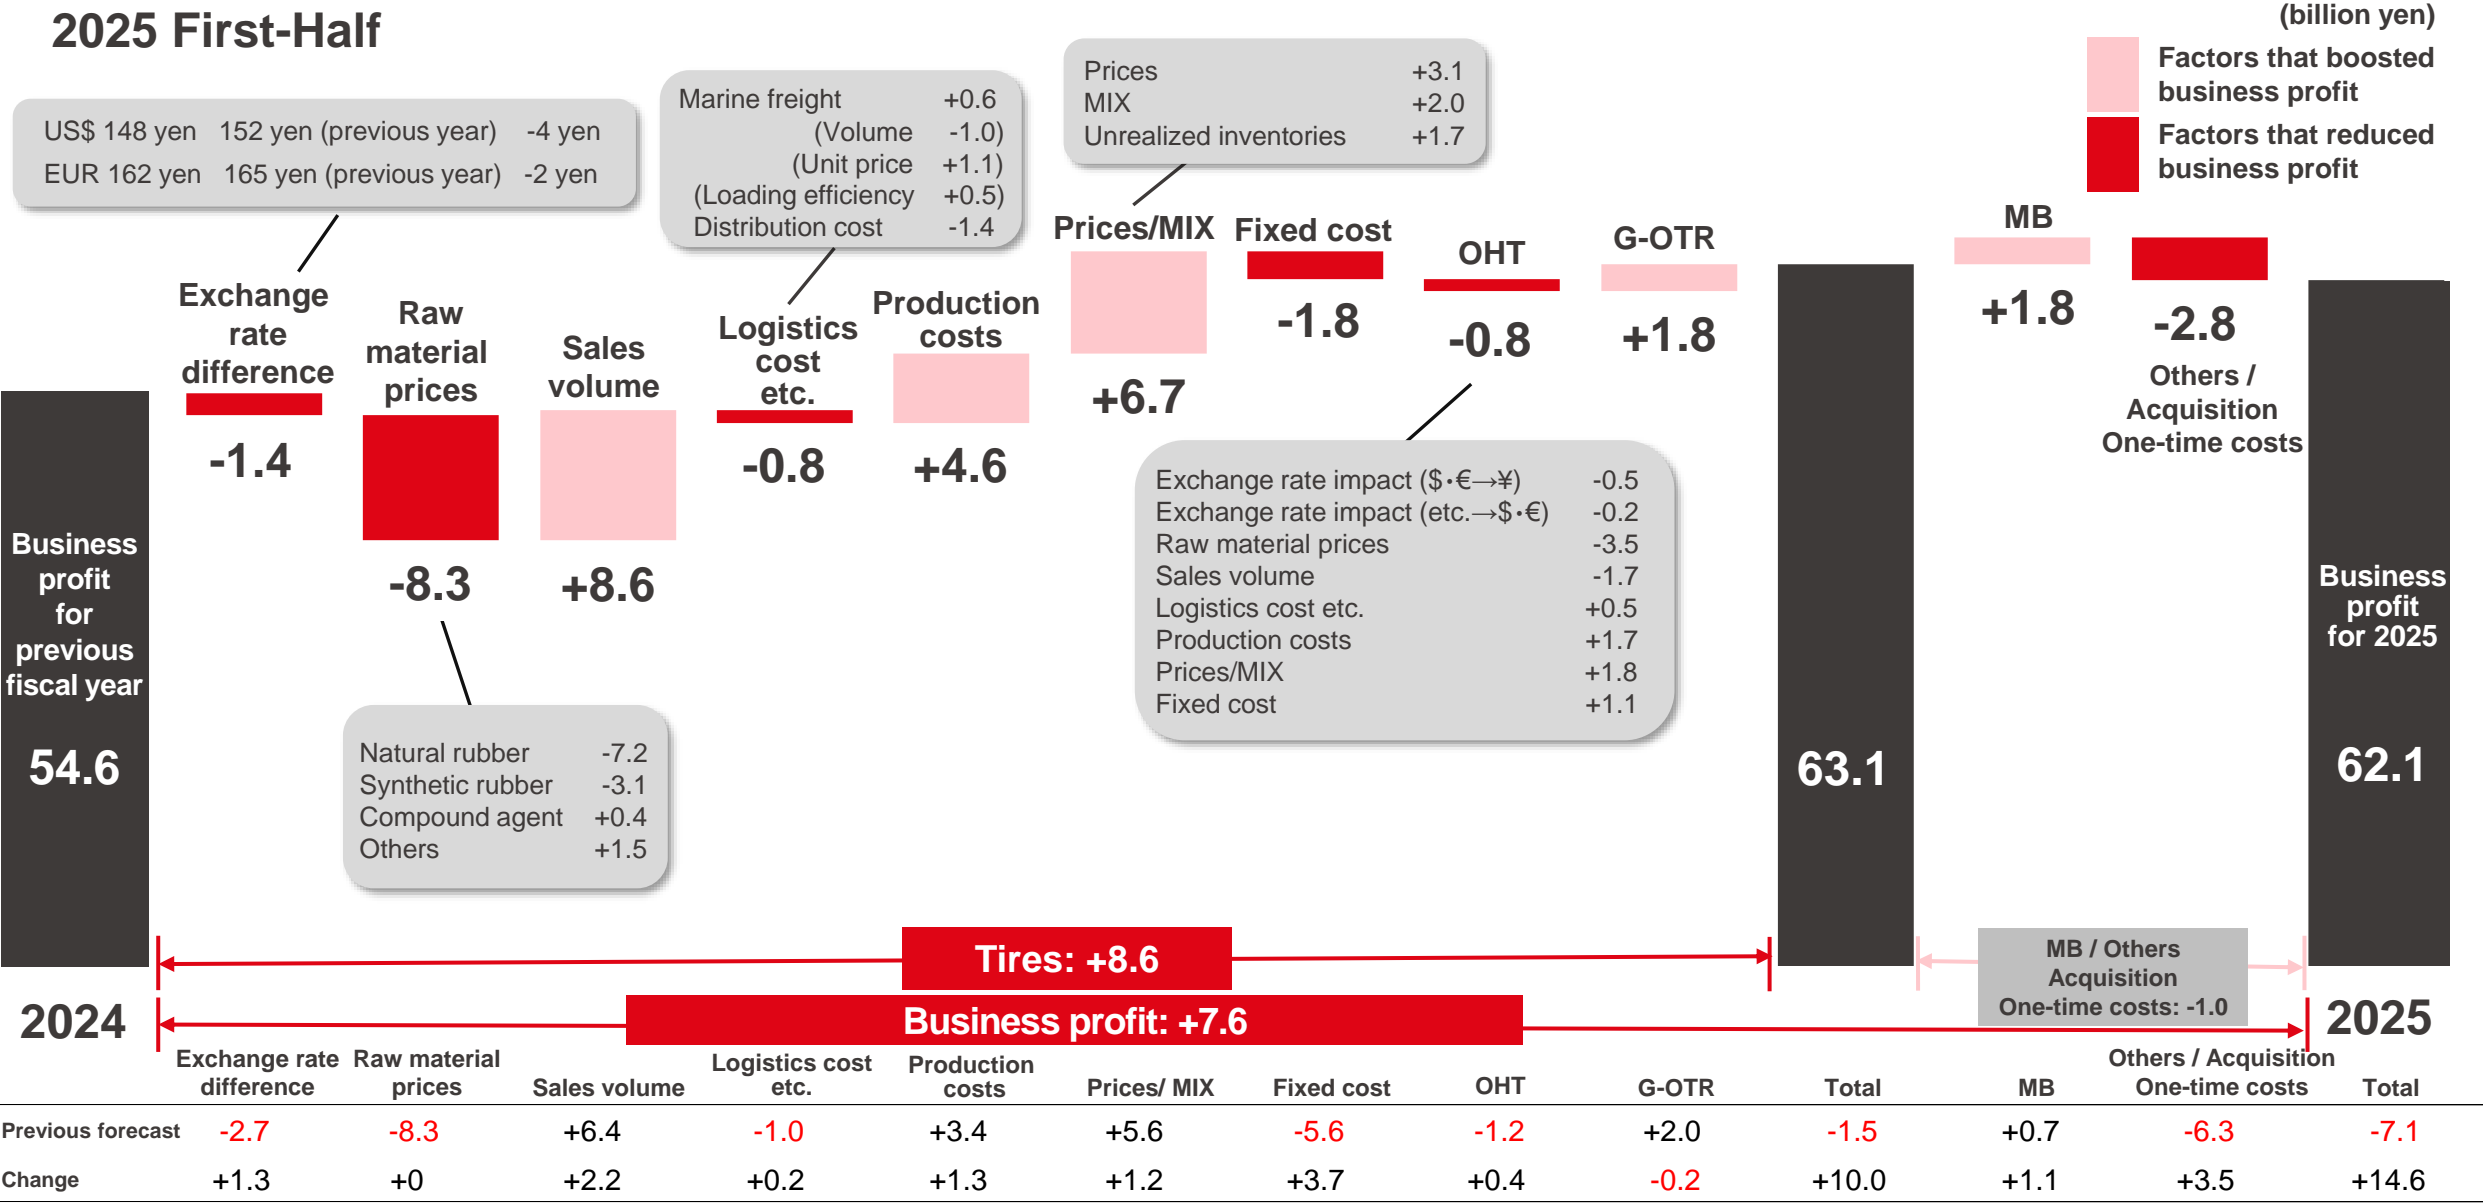 2025 First-Half
(billion yen)
Factors that boosted
business profit
Factors that reduced
business profit
US$ 148 yen 152 yen (previous year) -4 yen
EUR 162 yen 165 yen (previous year) -2 yen
Marine freight +0.6
(Volume -1.0)
(Unit price +1.1)
(Loading efficiency +0.5)
Distribution cost -1.4
Prices +3.1
MIX +2.0
Unrealized inventories +1.7
Business
profit
for
previous
fiscal year
54.6
Exchange
rate
difference
-1.4
Raw
material
prices
-8.3
Sales
volume
+8.6
Logistics
cost
etc.
-0.8
Production
costs
+4.6
Prices/MIX
+6.7
Fixed cost
-1.8
OHT
-0.8
G-OTR
+1.8
63.1
MB
+1.8
-2.8
Others /
Acquisition
One-time costs
Business
profit
for 2025
62.1
Natural rubber -7.2
Synthetic rubber -3.1
Compound agent +0.4
Others +1.5
Exchange rate impact ($・€→¥) -0.5
Exchange rate impact (etc.→$・€) -0.2
Raw material prices -3.5
Sales volume -1.7
Logistics cost etc. +0.5
Production costs +1.7
Prices/MIX +1.8
Fixed cost +1.1
Tires: +8.6
MB / Others
Acquisition
One-time costs: -1.0
2024
Business profit: +7.6
2025
Exchange rate
difference
Raw material
prices
Sales volume
Logistics cost
etc.
Production
costs
Prices/ MIX
Fixed cost
OHT
G-OTR
Total
MB
Others / Acquisition
One-time costs
Total
Previous forecast -2.7 -8.3 +6.4 -1.0 +3.4 +5.6 -5.6 -1.2 +2.0 -1.5 +0.7 -6.3 -7.1
Change +1.3 +0 +2.2 +0.2 +1.3 +1.2 +3.7 +0.4 -0.2 +10.0 +1.1 +3.5 +14.6